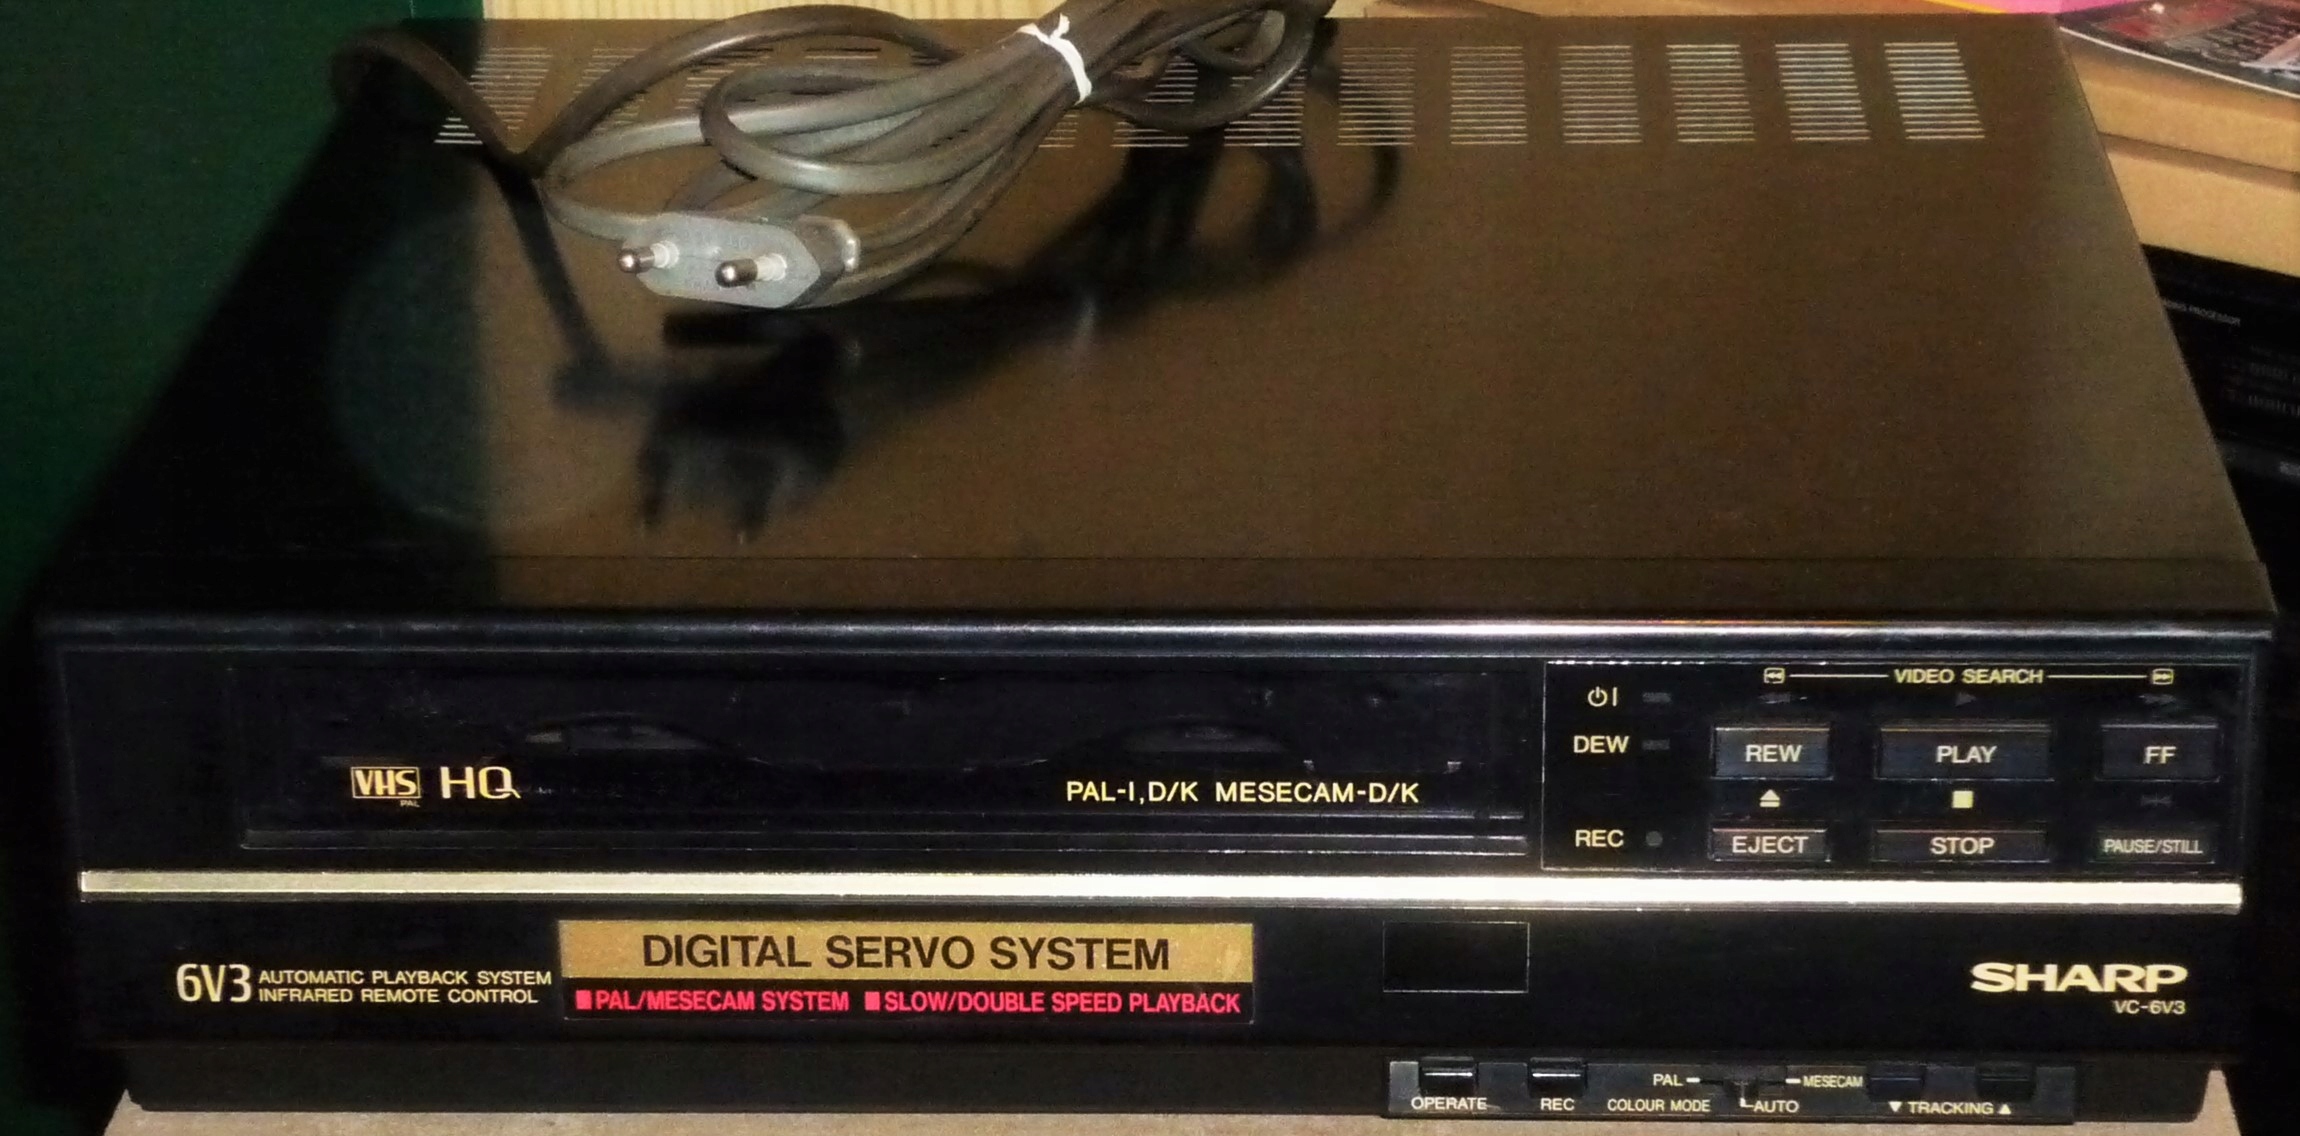 VIDEO SEARCH
DEW
REW PLAY FF
VHS HQ
PAL
PAL-I,D/K MESECAM-D/K
REC
EJECT STOP PAUSE/STILL
6V3 AUTOMATIC PLAYBACK SYSTEM
INFRARED REMOTE CONTROL
DIGITAL SERVO SYSTEM
■PAL/MESECAM SYSTEM ■SLOW/DOUBLE SPEED PLAYBACK
SHARP
VC-6V3
PAL MESECAM
OPERATE REC COLOUR MODE AUTO ▼ TRACKING ▲
PROCESSOR